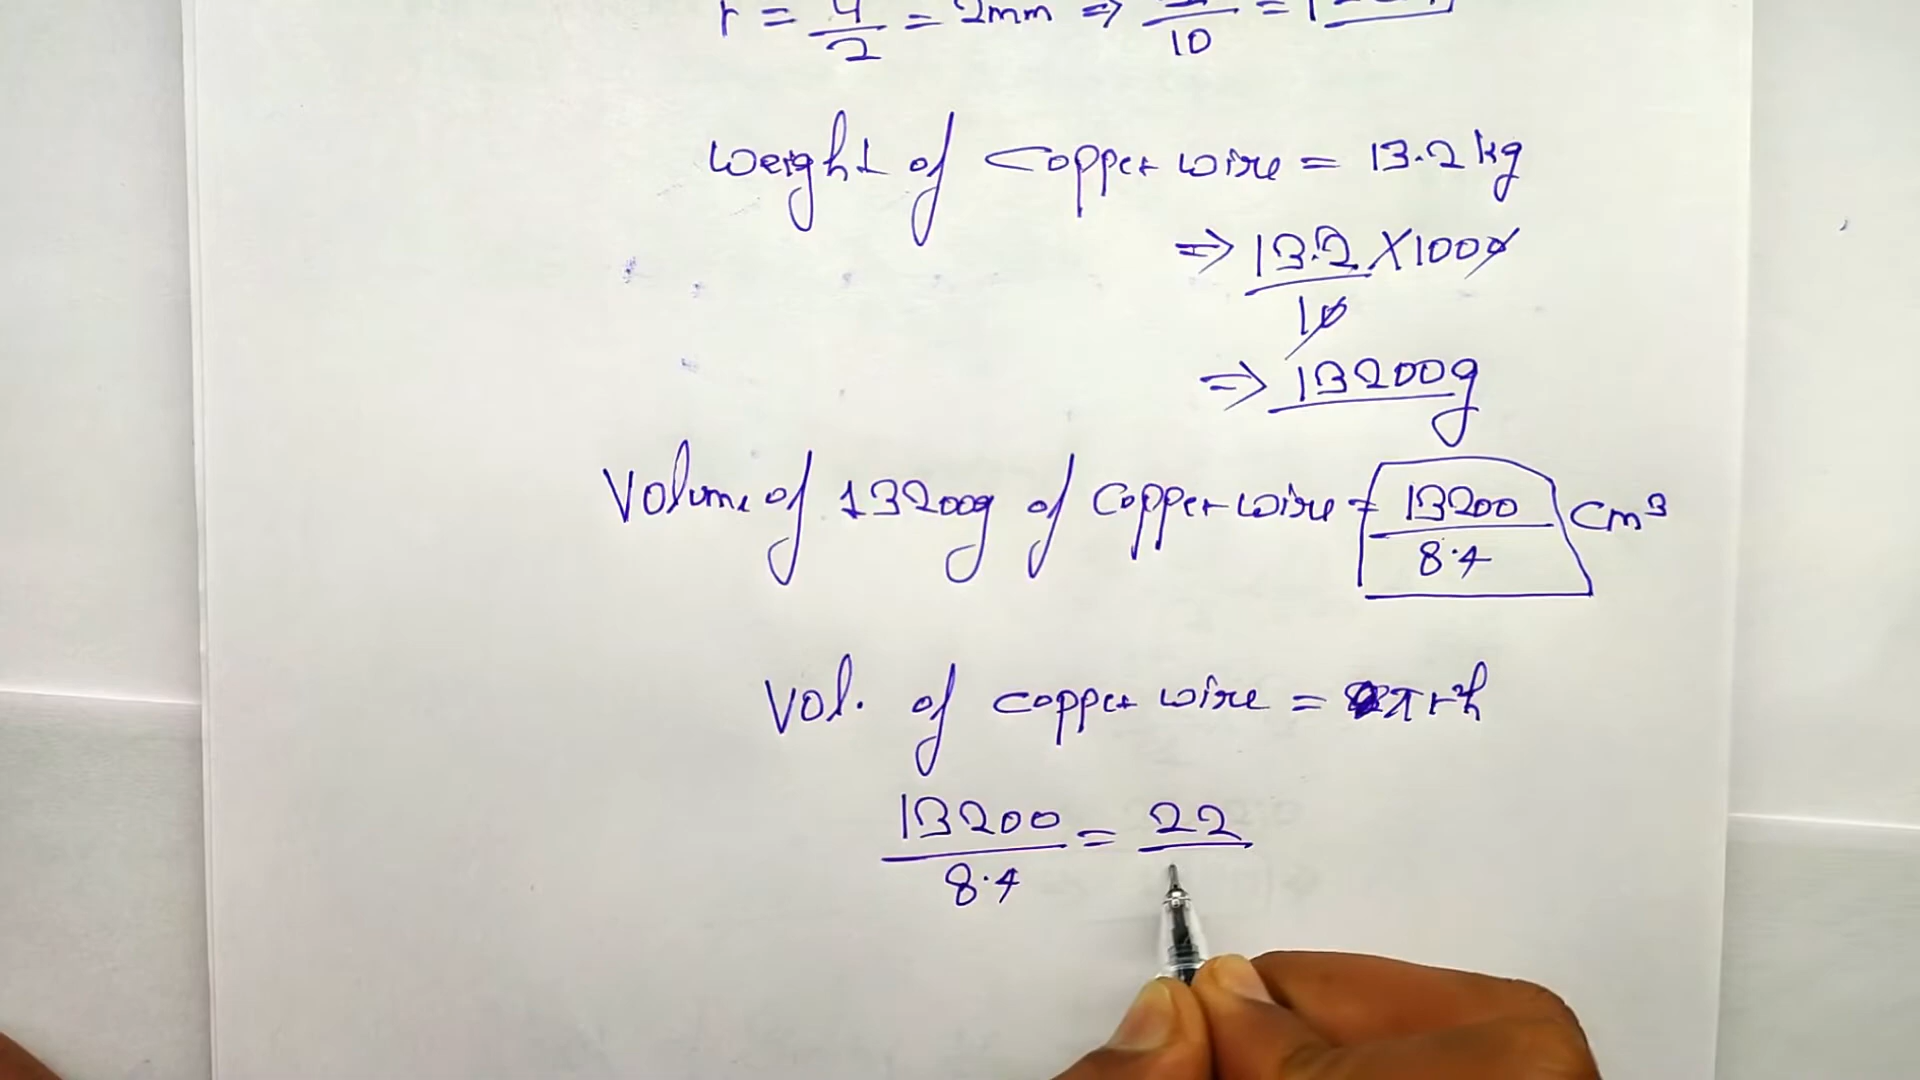 r = 4/2 = 2mm ⇒ /10 =
Weight of Copper wire = 13.2 kg
⇒ 13.2/10 × 1000
⇒ 13200g
Volume of 13200g of Copper wire = 13200/8.4 cm³
Vol. of copper wire = πr²h
13200/8.4 = 22